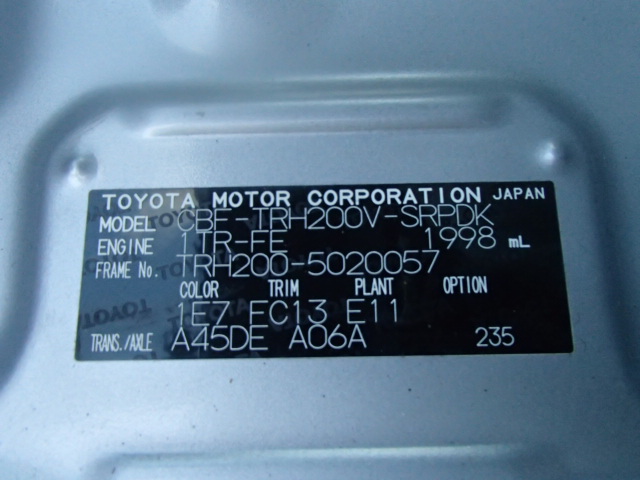 TOYOTA MOTOR CORPORATION JAPAN
MODEL CBF-TRH200V-SRPDK
ENGINE 1TR-FE 1998 mL
FRAME No. TRH200-5020057
COLOR TRIM PLANT OPTION
1E7 FC13 E11
TRANS./AXLE A45DE A06A 235